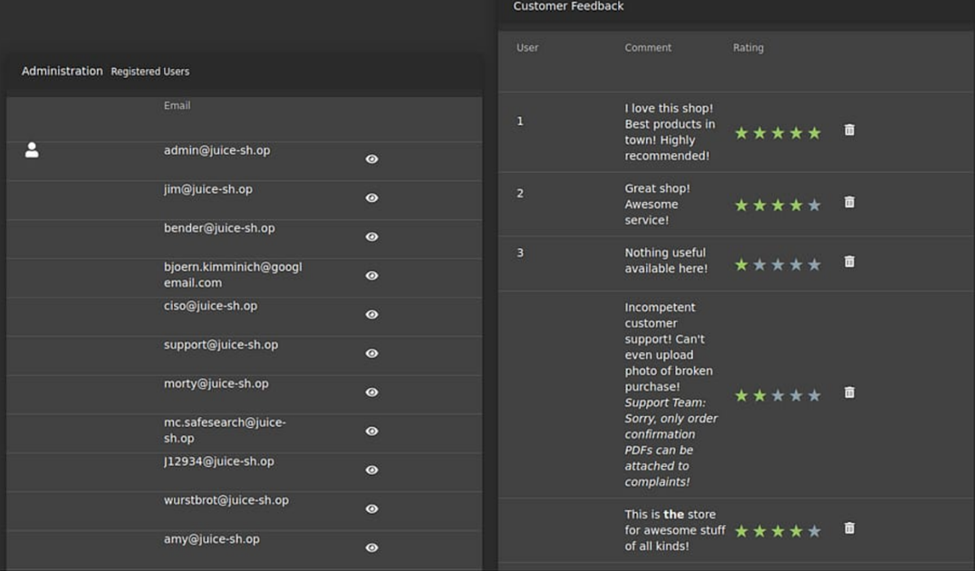 Administration Registered Users
Email
admin@juice-sh.op
jim@juice-sh.op
bender@juice-sh.op
bjoern.kimminich@googl
email.com
ciso@juice-sh.op
support@juice-sh.op
morty@juice-sh.op
mc.safesearch@juice-
sh.op
J12934@juice-sh.op
wurstbrot@juice-sh.op
amy@juice-sh.op
Customer Feedback
User Comment Rating
1
I love this shop!
Best products in
town! Highly
recommended!
2
Great shop!
Awesome
service!
3
Nothing useful
available here!
Incompetent
customer
support! Can't
even upload
photo of broken
purchase!
Support Team:
Sorry, only order
confirmation
PDFs can be
attached to
complaints!
This is the store
for awesome stuff
of all kinds!